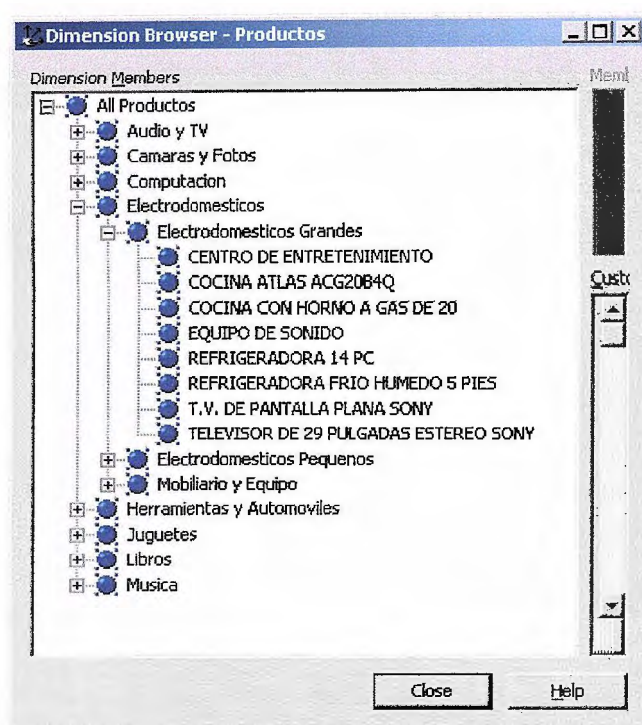 Dimension Browser - Productos
Dimension Members
Memb
All Productos
Audio y TV
Camaras y Fotos
Computacion
Electrodomesticos
Electrodomesticos Grandes
CENTRO DE ENTRETENIMIENTO
COCINA ATLAS ACG20B4Q
COCINA CON HORNO A GAS DE 20
EQUIPO DE SONIDO
REFRIGERADORA 14 PC
REFRIGERADORA FRIO HUMEDO 5 PIES
T.V. DE PANTALLA PLANA SONY
TELEVISOR DE 29 PULGADAS ESTEREO SONY
Electrodomesticos Pequenos
Mobiliario y Equipo
Herramientas y Automoviles
Juguetes
Libros
Musica
Custo
Close
Help